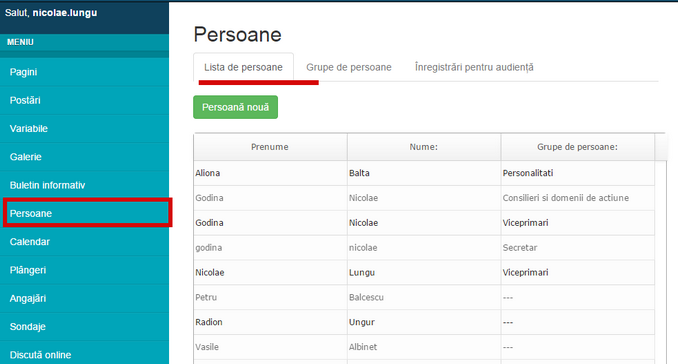 Salut, nicolae.lungu
MENIU
Pagini
Postări
Variabile
Galerie
Buletin informativ
Persoane
Calendar
Plângeri
Angajări
Sondaje
Discută online
Persoane
Lista de persoane Grupe de persoane Înregistrări pentru audiență
Persoană nouă
Prenume Nume: Grupe de persoane:
Aliona Balta Personalitati
Godina Nicolae Consilieri si domenii de actiune
Godina Nicolae Viceprimari
godina nicolae Secretar
Nicolae Lungu Viceprimari
Petru Balcescu ---
Radion Ungur ---
Vasile Albinet ---